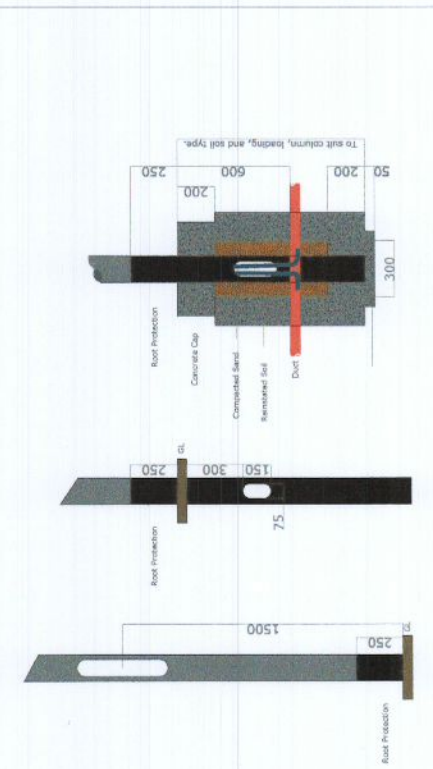 To suit column, loading, and soil type.
250
600
200
50
200
300
Root Protection
Concrete Cap
Compacted Sand
Reinstated Soil
Duct
GL
250
300
150
75
Root Protection
1500
250
GL
Root Protection